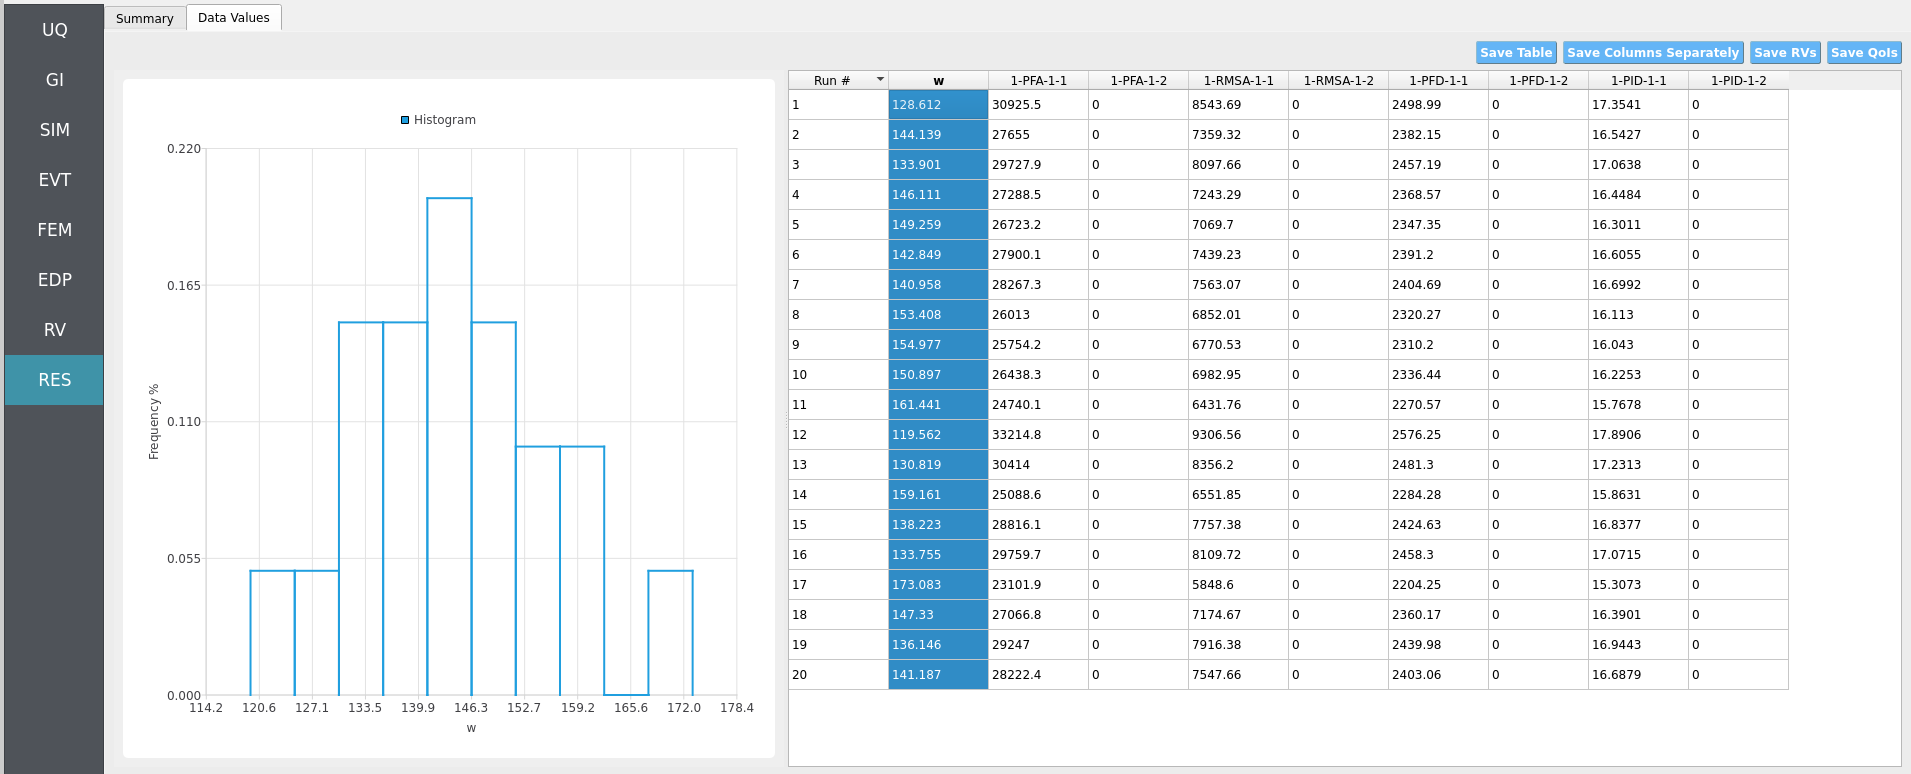 UQ
GI
SIM
EVT
FEM
EDP
RV
RES
Summary Data Values
Save Table Save Columns Separately Save RVs Save QoIs
Histogram
0.220
0.165
0.110
0.055
0.000
Frequency %
114.2 120.6 127.1 133.5 139.9 146.3 152.7 159.2 165.6 172.0 178.4
w
Run # w 1-PFA-1-1 1-PFA-1-2 1-RMSA-1-1 1-RMSA-1-2 1-PFD-1-1 1-PFD-1-2 1-PID-1-1 1-PID-1-2
1 128.612 30925.5 0 8543.69 0 2498.99 0 17.3541 0
2 144.139 27655 0 7359.32 0 2382.15 0 16.5427 0
3 133.901 29727.9 0 8097.66 0 2457.19 0 17.0638 0
4 146.111 27288.5 0 7243.29 0 2368.57 0 16.4484 0
5 149.259 26723.2 0 7069.7 0 2347.35 0 16.3011 0
6 142.849 27900.1 0 7439.23 0 2391.2 0 16.6055 0
7 140.958 28267.3 0 7563.07 0 2404.69 0 16.6992 0
8 153.408 26013 0 6852.01 0 2320.27 0 16.113 0
9 154.977 25754.2 0 6770.53 0 2310.2 0 16.043 0
10 150.897 26438.3 0 6982.95 0 2336.44 0 16.2253 0
11 161.441 24740.1 0 6431.76 0 2270.57 0 15.7678 0
12 119.562 33214.8 0 9306.56 0 2576.25 0 17.8906 0
13 130.819 30414 0 8356.2 0 2481.3 0 17.2313 0
14 159.161 25088.6 0 6551.85 0 2284.28 0 15.8631 0
15 138.223 28816.1 0 7757.38 0 2424.63 0 16.8377 0
16 133.755 29759.7 0 8109.72 0 2458.3 0 17.0715 0
17 173.083 23101.9 0 5848.6 0 2204.25 0 15.3073 0
18 147.33 27066.8 0 7174.67 0 2360.17 0 16.3901 0
19 136.146 29247 0 7916.38 0 2439.98 0 16.9443 0
20 141.187 28222.4 0 7547.66 0 2403.06 0 16.6879 0